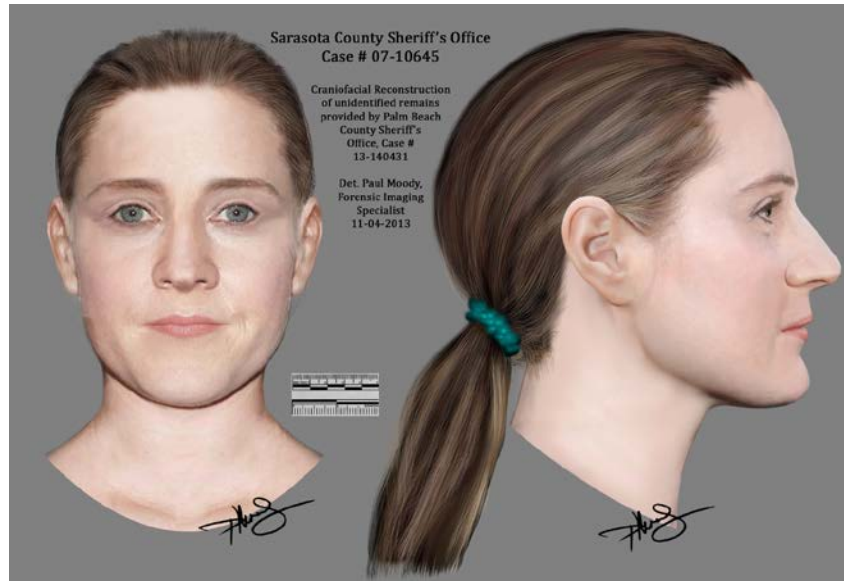 Sarasota County Sheriff's Office
Case # 07-10645
Craniofacial Reconstruction
of unidentified remains
provided by Palm Beach
County Sheriff's
Office, Case #
13-140431
Det. Paul Moody,
Forensic Imaging
Specialist
11-04-2013